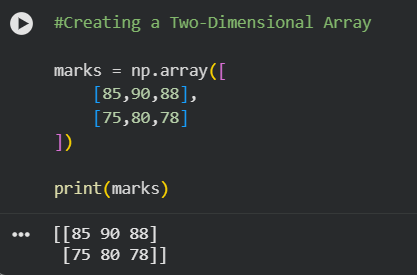 #Creating a Two-Dimensional Array
marks = np.array([
    [85,90,88],
    [75,80,78]
])
print(marks)
[[85 90 88]
 [75 80 78]]